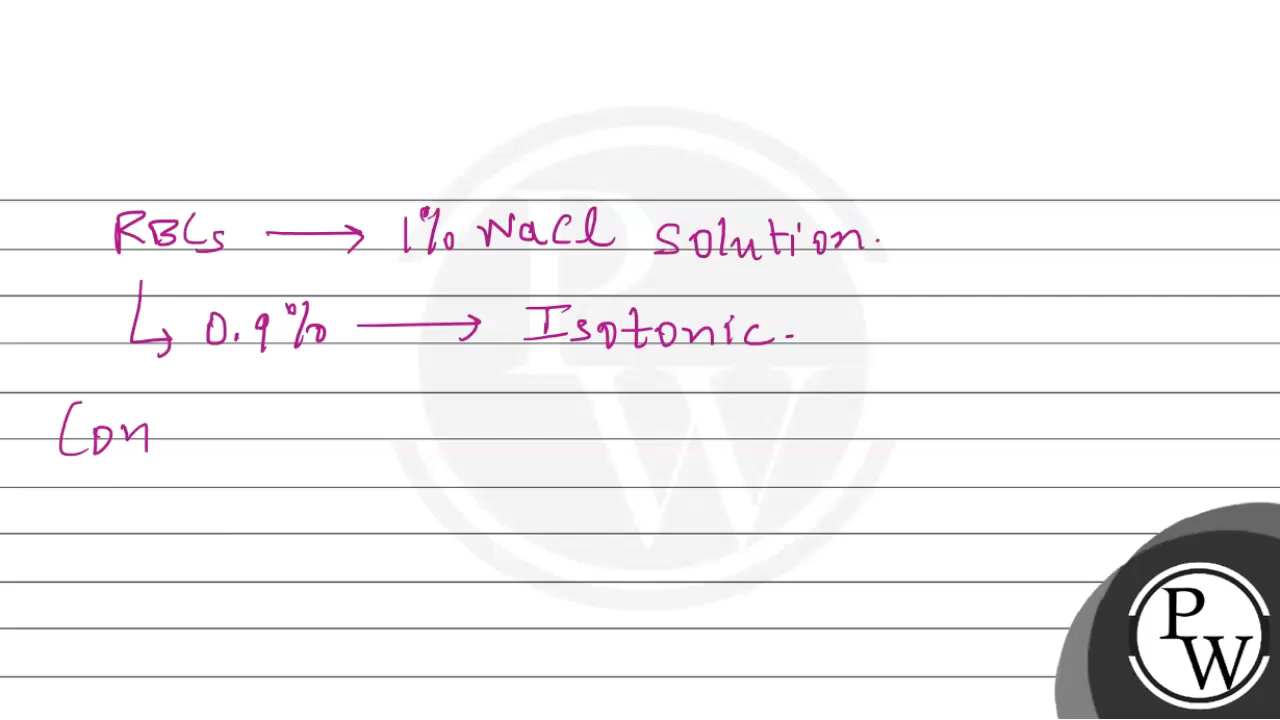 RBCs → 1% NaCl solution.
↳ 0.9% → Isotonic.
Con
P
W
P
W